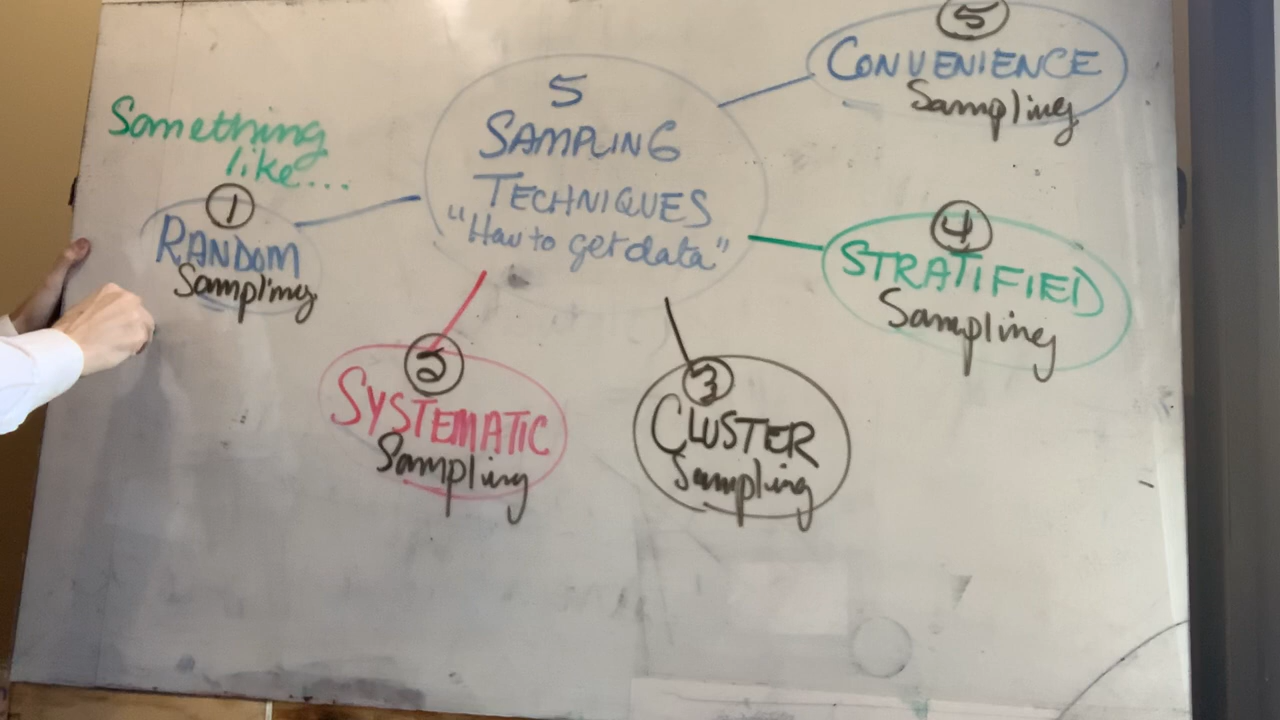 Something
like....
5
SAMPLING
TECHNIQUES
"How to get data"
1
RANDOM
Sampling
2
SYSTEMATIC
Sampling
3
CLUSTER
Sampling
4
STRATIFIED
Sampling
5
CONVENIENCE
Sampling